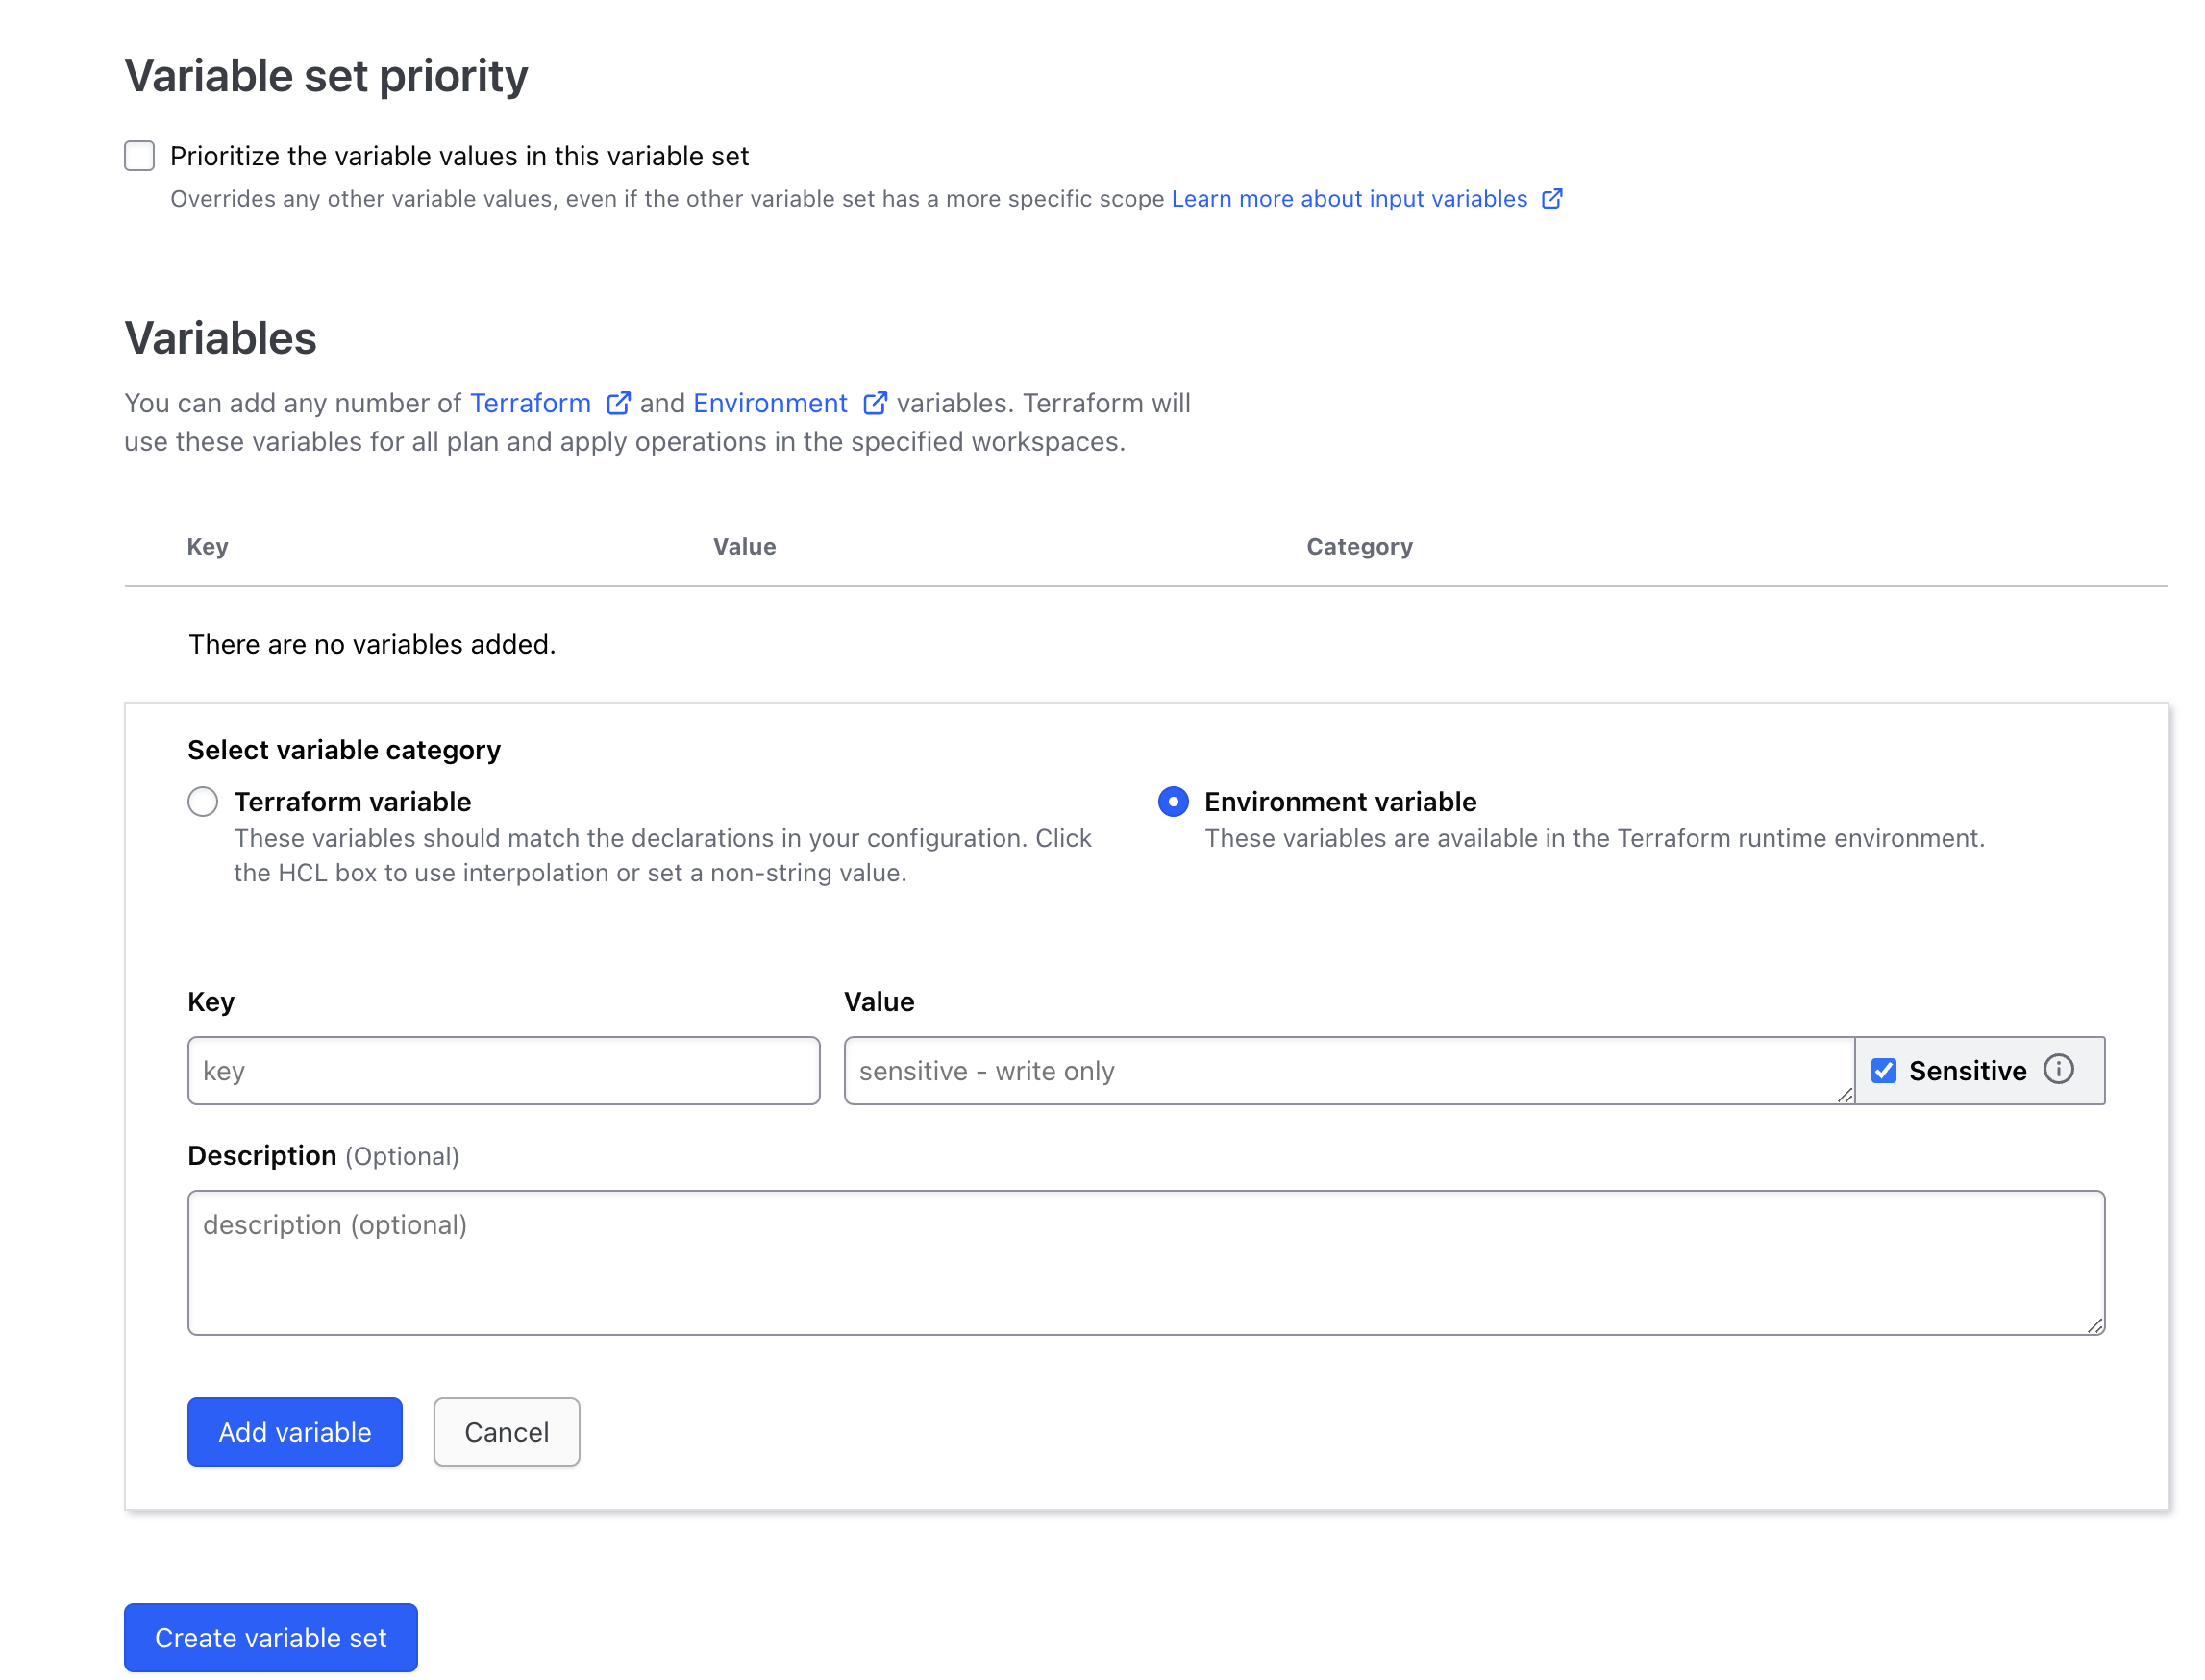 Variable set priority
Prioritize the variable values in this variable set
Overrides any other variable values, even if the other variable set has a more specific scope Learn more about input variables
Variables
You can add any number of Terraform and Environment variables. Terraform will
use these variables for all plan and apply operations in the specified workspaces.
Key Value Category
There are no variables added.
Select variable category
Terraform variable
These variables should match the declarations in your configuration. Click
the HCL box to use interpolation or set a non-string value.
Environment variable
These variables are available in the Terraform runtime environment.
Key
key
Value
sensitive - write only
Sensitive
Description (Optional)
description (optional)
Add variable
Cancel
Create variable set